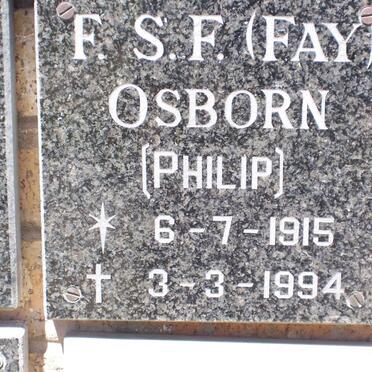 F. S.F. (FAY)
OSBORN
(PHILIP)
* 6-7-1915
† 3-3-1994